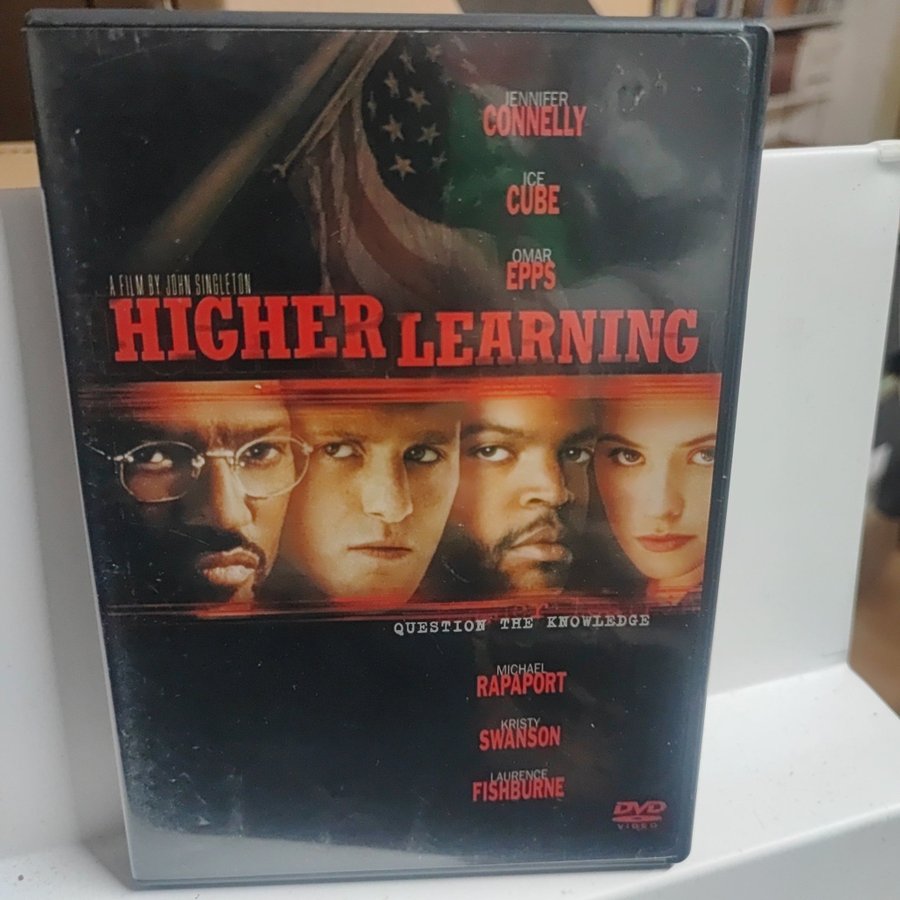 JENNIFER
CONNELLY
ICE
CUBE
OMAR
EPPS
A FILM BY JOHN SINGLETON
HIGHER LEARNING
QUESTION THE KNOWLEDGE
MICHAEL
RAPAPORT
KRISTY
SWANSON
LAURENCE
FISHBURNE
DVD
VIDEO